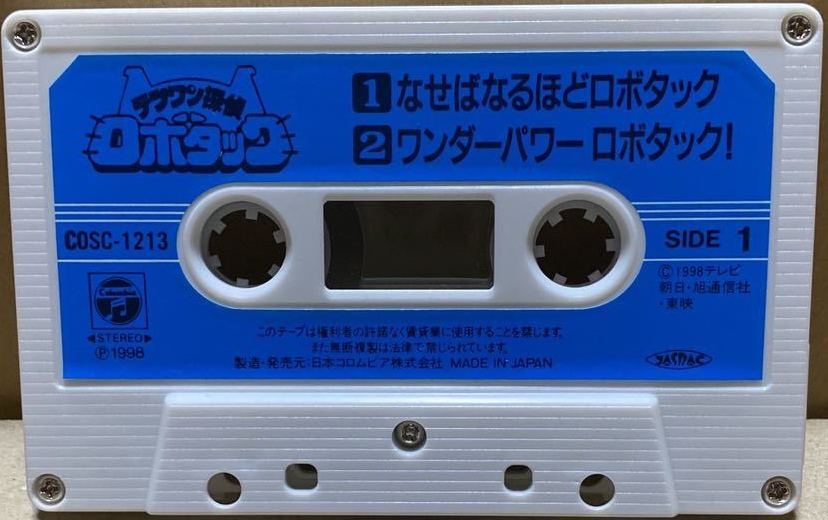 テツワン探偵
ロボタック
1 なせばなるほどロボタック
2 ワンダーパワー ロボタック!
COSC-1213
SIDE 1
Columbia
◀STEREO▶
Ⓟ1998
Ⓒ1998テレビ
朝日・旭通信社
・東映
このテープは権利者の許諾なく賃貸業に使用することを禁じます。
また無断複製は法律で禁じられています。
製造・発売元:日本コロムビア株式会社 MADE IN JAPAN
JASRAC